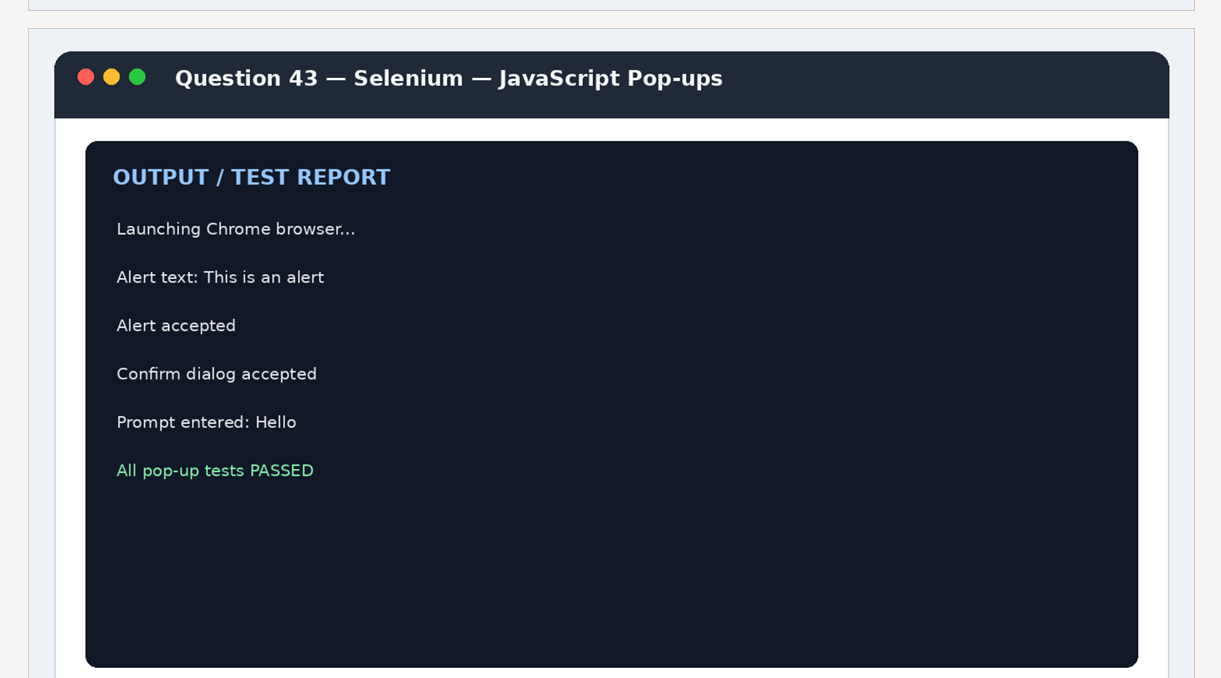 Question 43 — Selenium — JavaScript Pop-ups
OUTPUT / TEST REPORT
Launching Chrome browser...
Alert text: This is an alert
Alert accepted
Confirm dialog accepted
Prompt entered: Hello
All pop-up tests PASSED